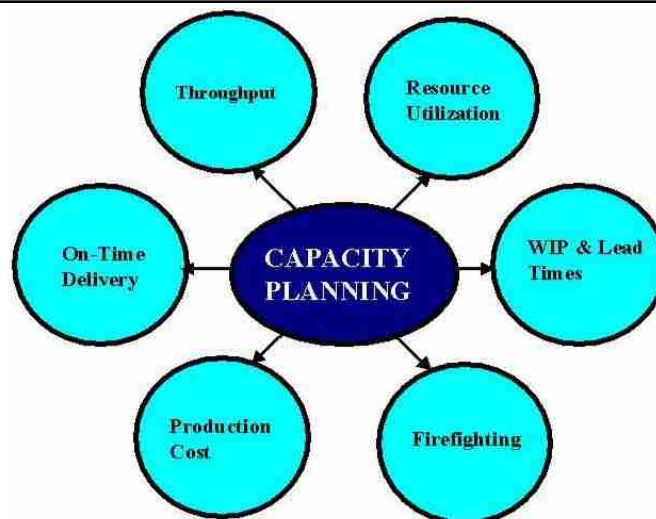 Throughput
Resource
Utilization
On-Time
Delivery
CAPACITY
PLANNING
WIP & Lead
Times
Production
Cost
Firefighting